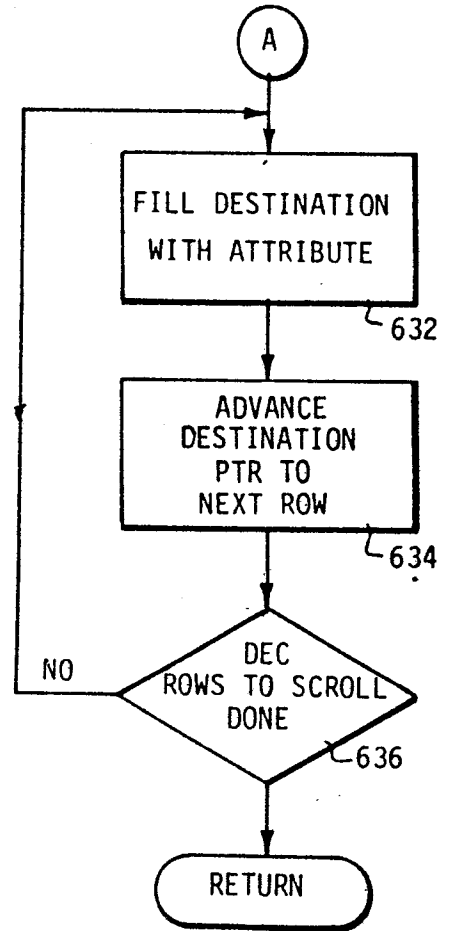 A
FILL DESTINATION
WITH ATTRIBUTE
632
ADVANCE
DESTINATION
PTR TO
NEXT ROW
634
DEC
ROWS TO SCROLL
DONE
NO
636
RETURN